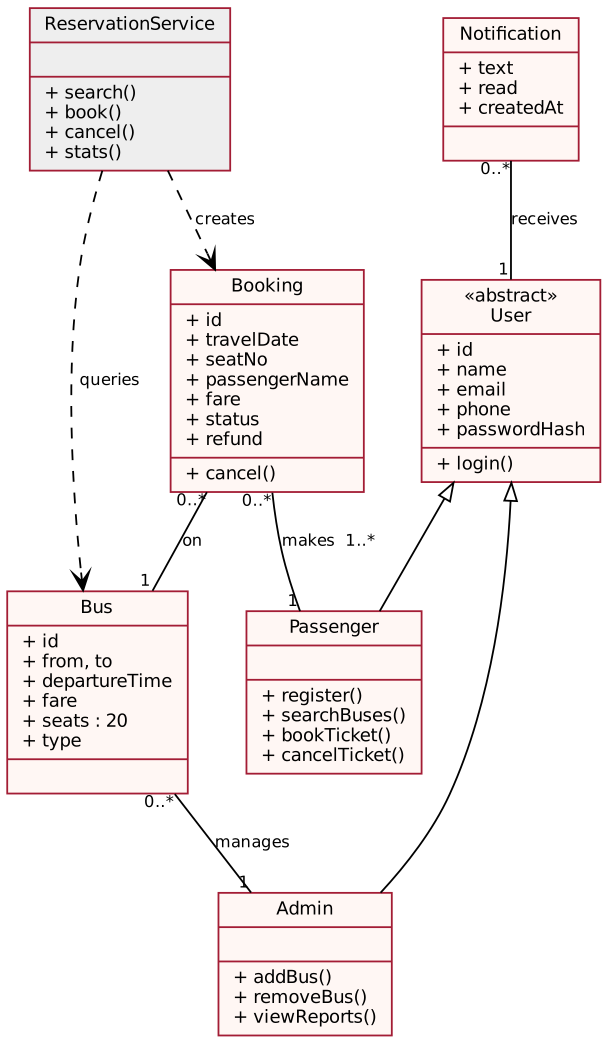 ReservationService
+ search()
+ book()
+ cancel()
+ stats()
Notification
+ text
+ read
+ createdAt
0..*
receives
1
creates
queries
Booking
+ id
+ travelDate
+ seatNo
+ passengerName
+ fare
+ status
+ refund
+ cancel()
«abstract»
User
+ id
+ name
+ email
+ phone
+ passwordHash
+ login()
0..*
on
1
0..*
makes 1..*
1
Bus
+ id
+ from, to
+ departureTime
+ fare
+ seats : 20
+ type
Passenger
+ register()
+ searchBuses()
+ bookTicket()
+ cancelTicket()
0..*
manages
1
Admin
+ addBus()
+ removeBus()
+ viewReports()